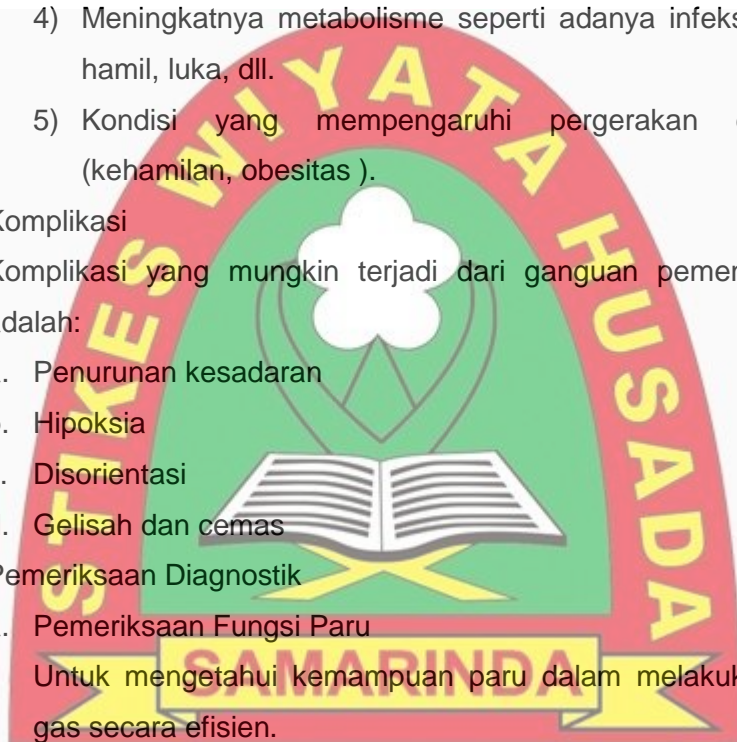 4) Meningkatnya metabolisme seperti adanya infeks
hamil, luka, dll.
5) Kondisi yang mempengaruhi pergerakan
(kehamilan, obesitas ).
Komplikasi
Komplikasi yang mungkin terjadi dari ganguan pemer
adalah:
Penurunan kesadaran
Hipoksia
Disorientasi
Gelisah dan cemas
Pemeriksaan Diagnostik
Pemeriksaan Fungsi Paru
Untuk mengetahui kemampuan paru dalam melakuk
gas secara efisien.
STIKES WIYATA HUSADA
SAMARINDA